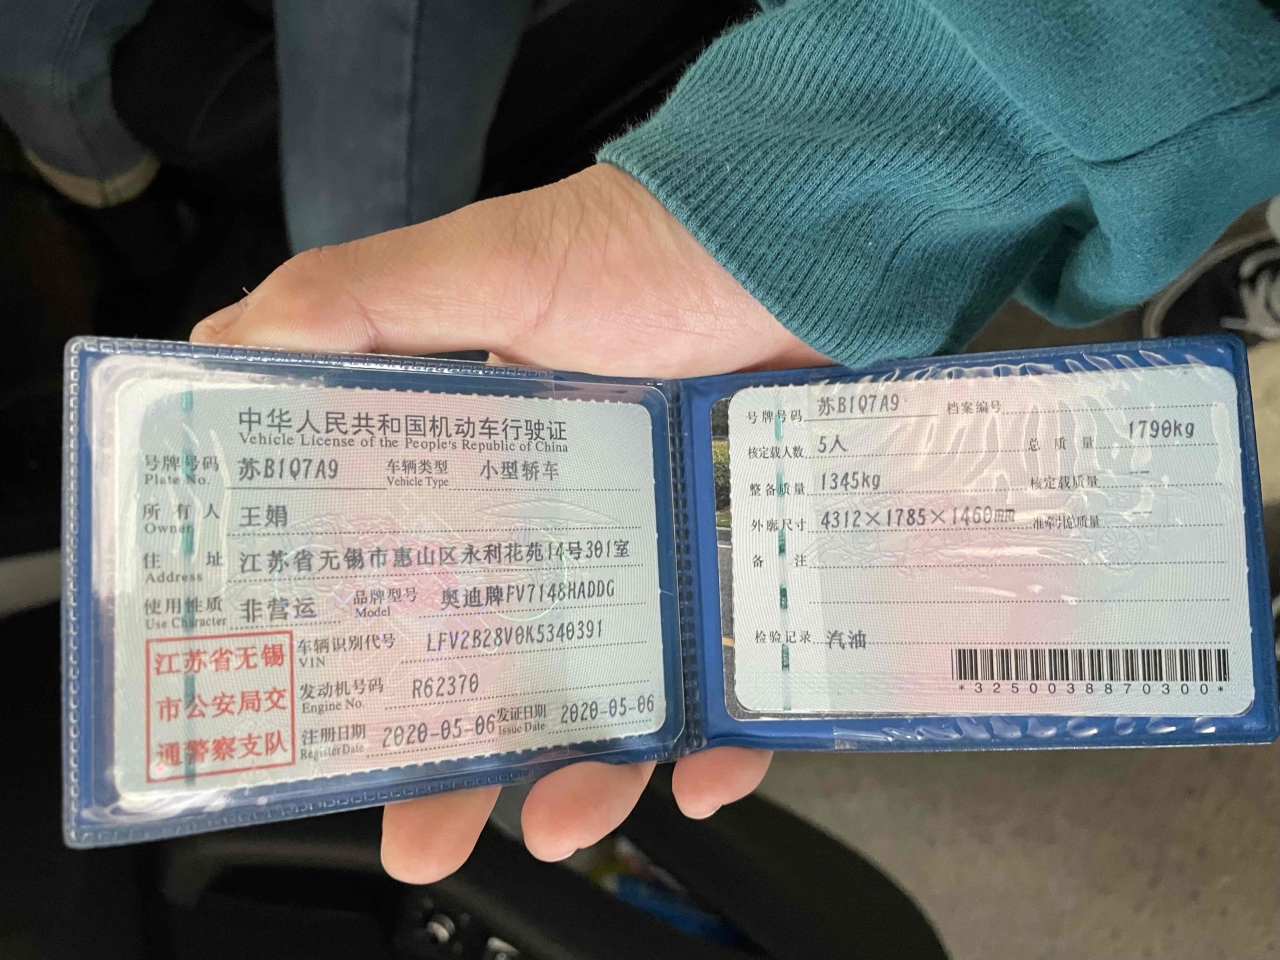 中华人民共和国机动车行驶证
Vehicle License of the People's Republic of China
号牌号码 苏B1Q7A9 车辆类型 小型轿车
Plate No. Vehicle Type
所有人 王娟
Owner
住址 江苏省无锡市惠山区永利花苑14号301室
Address
使用性质 非营运 品牌型号 奥迪牌FV7148HADDG
Use Character Model
江苏省无锡
市公安局交
通警察支队
车辆识别代号 LFV2B28V0K5340391
VIN
发动机号码 R62370
Engine No.
注册日期 2020-05-06 发证日期 2020-05-06
Register Date Issue Date
号牌号码 苏B1Q7A9 档案编号
核定载人数 5人 总质量 1790kg
整备质量 1345kg 核定载质量 --
外廓尺寸 4312×1785×1460mm 准牵引总质量 --
备注
检验记录 汽油
*3250038870300*